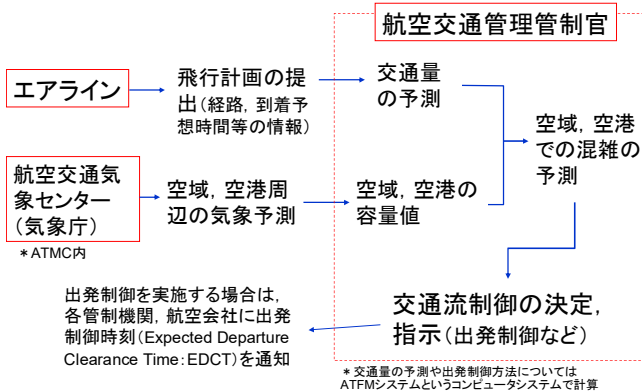 航空交通管理管制官
エアライン
飛行計画の提
出(経路, 到着予
想時間等の情報)
交通量
の予測
空域, 空港
での混雑の
予測
航空交通気
象センター
(気象庁)
*ATMC内
空域, 空港周
辺の気象予測
空域, 空港の
容量値
交通流制御の決定,
指示(出発制御など)
出発制御を実施する場合は,
各管制機関, 航空会社に出発
制御時刻(Expected Departure
Clearance Time:EDCT)を通知
*交通量の予測や出発制御方法については
ATFMシステムというコンピュータシステムで計算